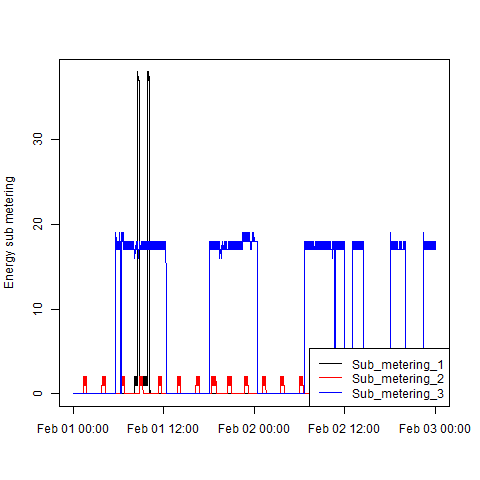 Energy sub metering
30
20
10
0
Sub_metering_1
Sub_metering_2
Sub_metering_3
Feb 01 00:00 Feb 01 12:00 Feb 02 00:00 Feb 02 12:00 Feb 03 00:00